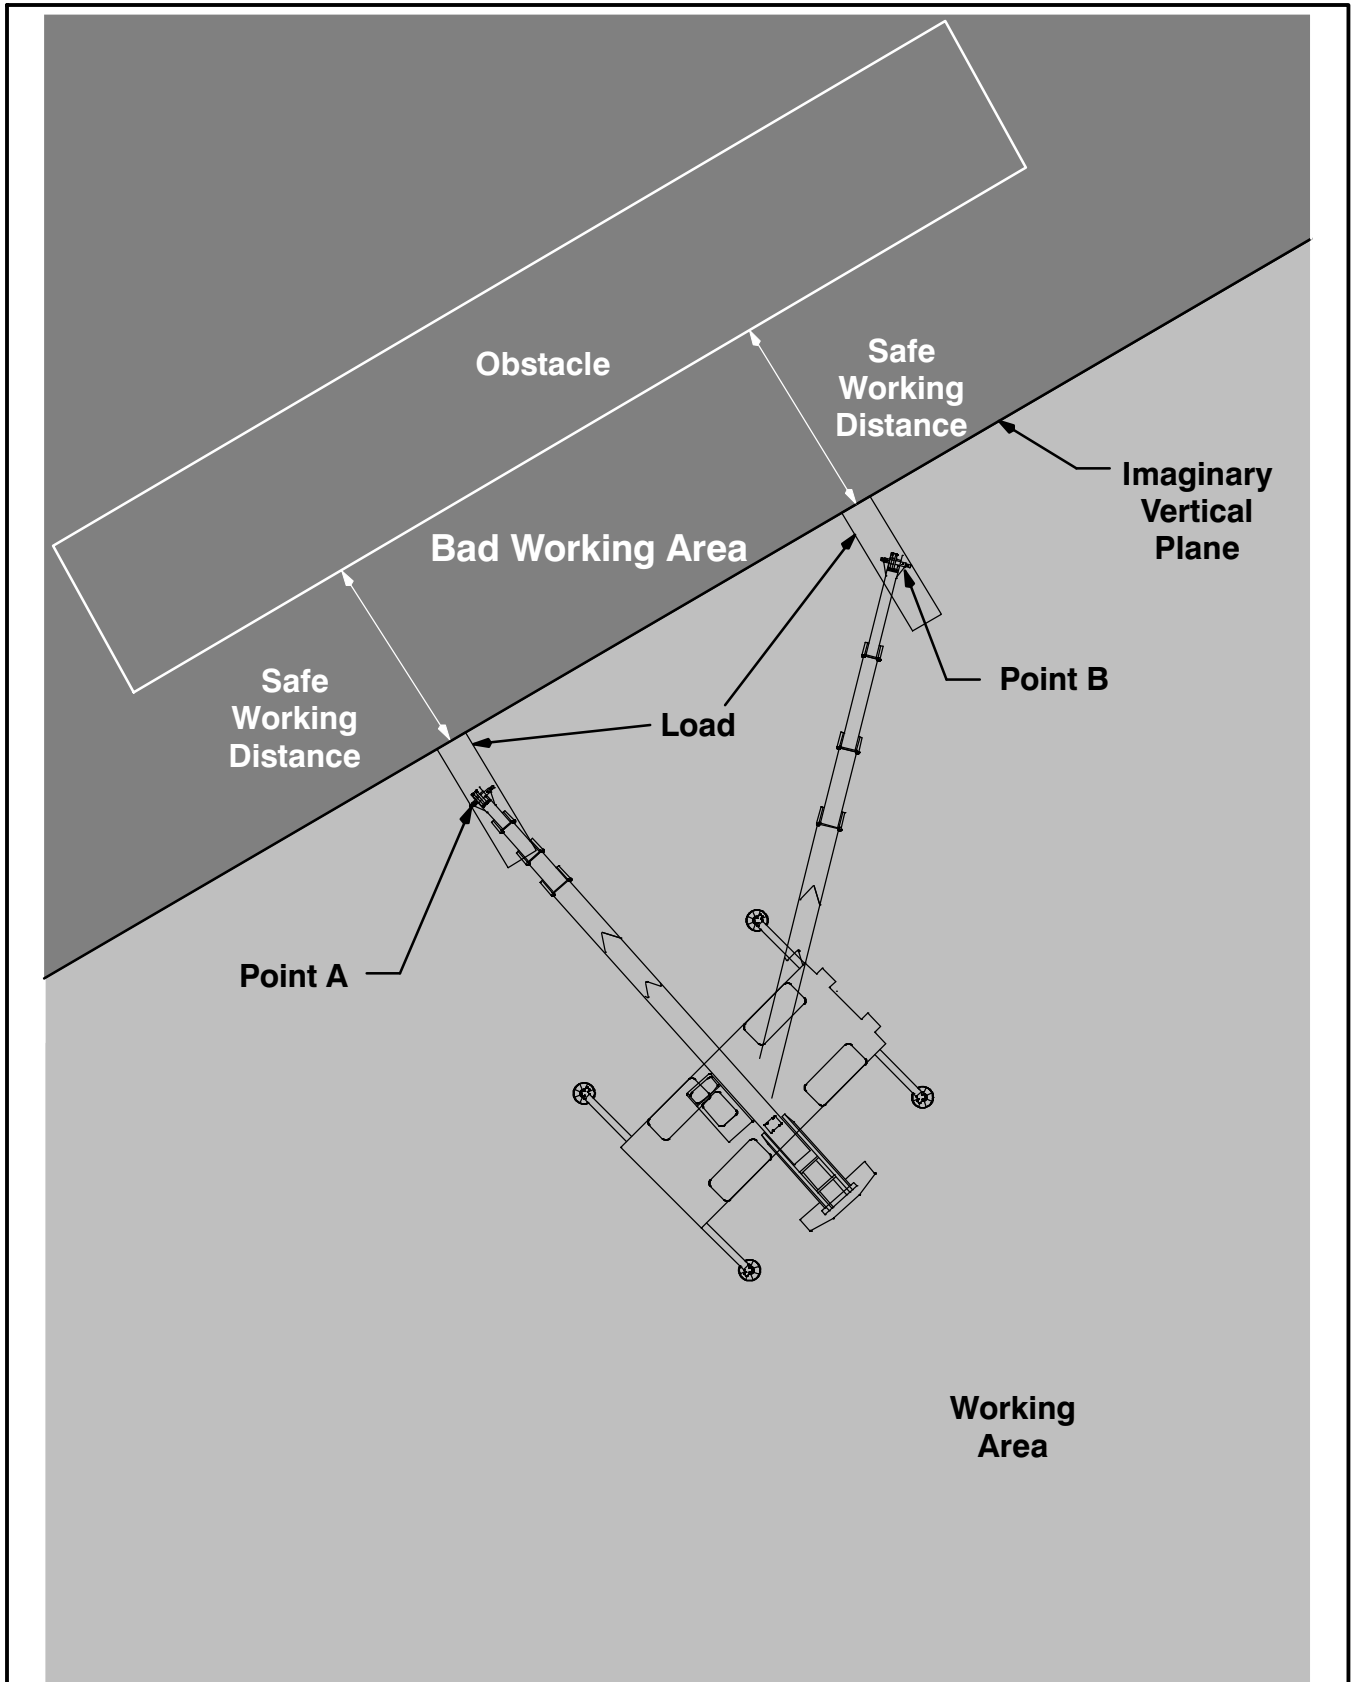 Obstacle
Safe
Working
Distance
Imaginary
Vertical
Plane
Bad Working Area
Safe
Working
Distance
Load
Point B
Point A
Working
Area